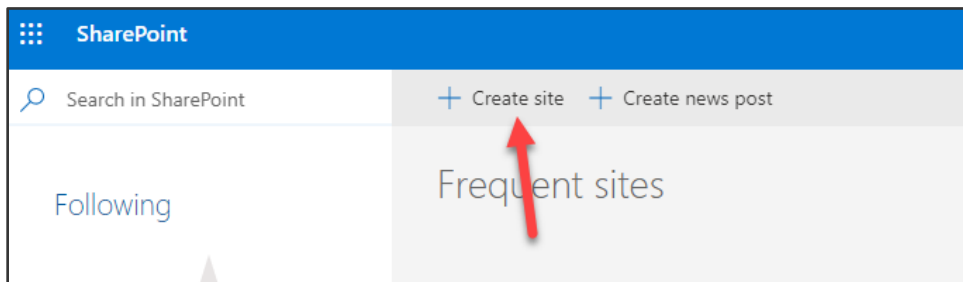 SharePoint
Search in SharePoint
Create site
Create news post
Following
Frequent sites